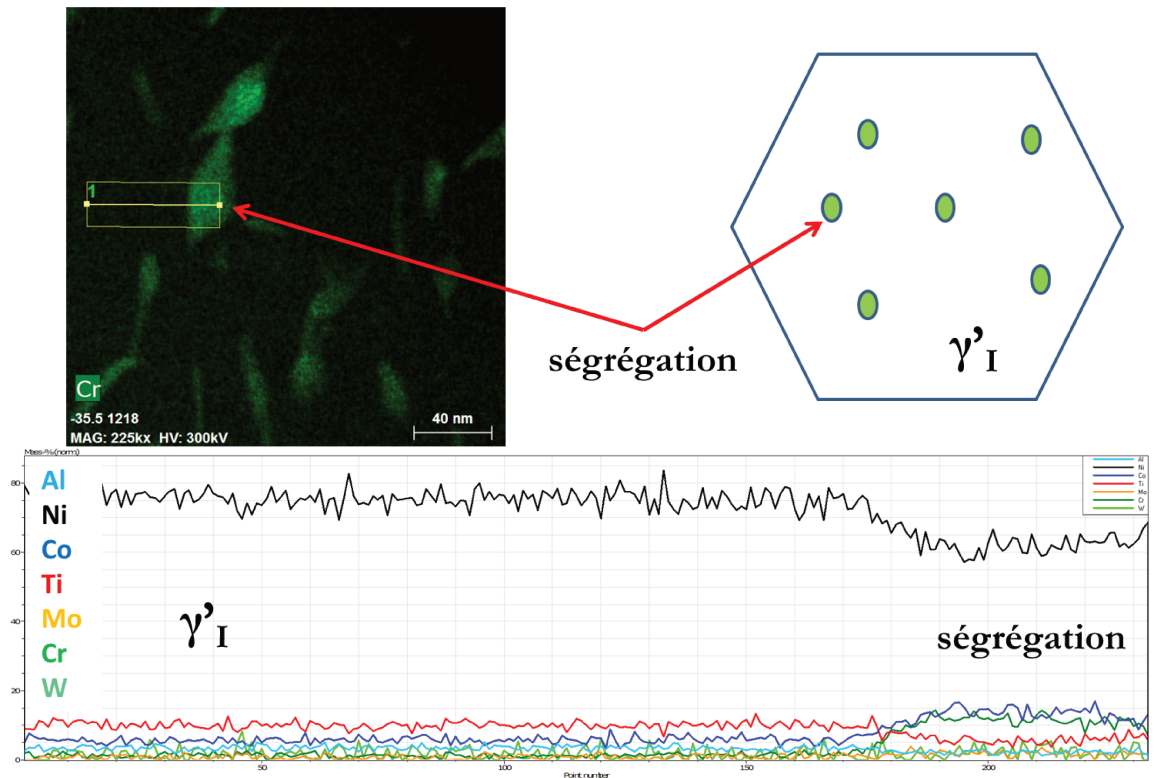 1
Cr
-35.5 1218
MAG: 225kx HV: 300kV
40 nm
ségrégation
γ'I
Mass-% (norm)
80
60
40
20
0
Al
Ni
Co
Ti
Mo
Cr
W
γ'I
ségrégation
Al
Ni
Co
Ti
Mo
Cr
W
50
100
150
200
Point number